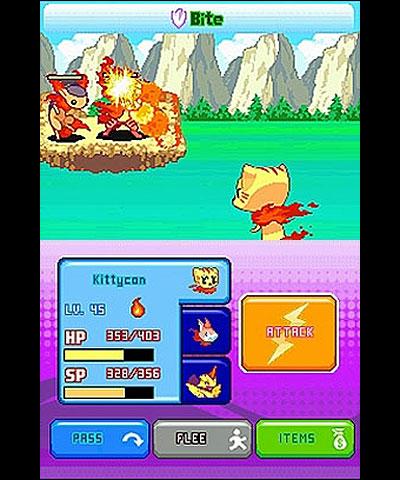 Bite
Kittycon
LV. 45
HP 353/403
SP 328/356
ATTACK
PASS
FLEE
ITEMS
$